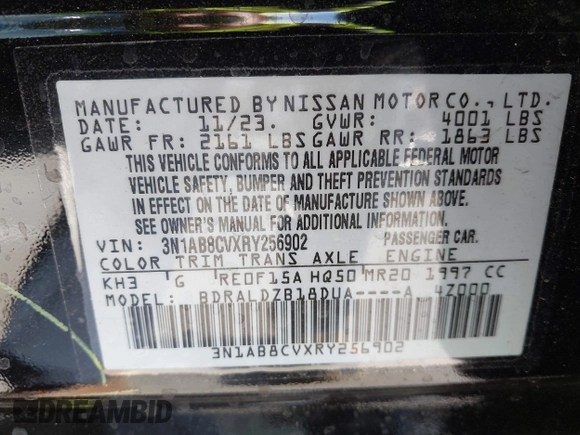 MANUFACTURED BY NISSAN MOTOR CO., LTD.
DATE: 11/23. GVWR: 4001 LBS
GAWR FR: 2161 LBS GAWR RR: 1863 LBS
THIS VEHICLE CONFORMS TO ALL APPLICABLE FEDERAL MOTOR
VEHICLE SAFETY, BUMPER AND THEFT PREVENTION STANDARDS
IN EFFECT ON THE DATE OF MANUFACTURE SHOWN ABOVE.
SEE OWNER'S MANUAL FOR ADDITIONAL INFORMATION.
VIN: 3N1AB8CVXRY256902 PASSENGER CAR.
COLOR TRIM TRANS AXLE ENGINE
KH3 G RE0F15A HQ50 MR20 1997 CC
MODEL: BDRALDZB18DUA----A 4Z000
3N1AB8CVXRY256902
DREAMBID